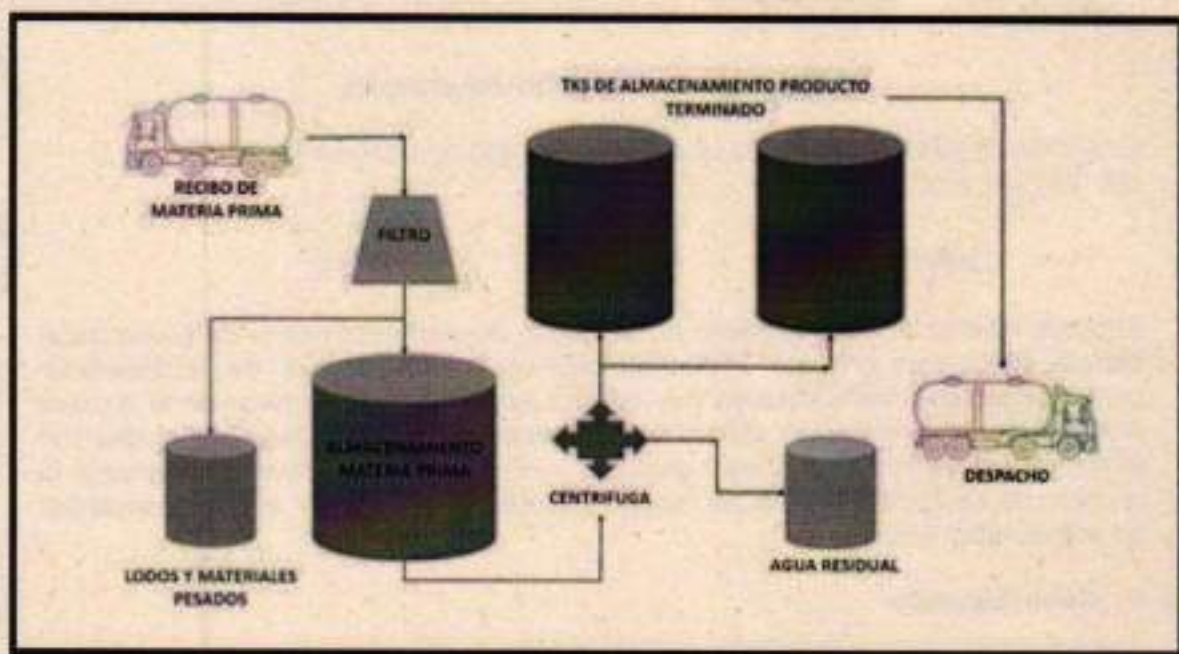 TKS DE ALMACENAMIENTO PRODUCTO
TERMINADO
RECIBO DE
MATERIA PRIMA
FILTRO
ALMACENAMIENTO
MATERIA PRIMA
CENTRIFUGA
DESPACHO
LODOS Y MATERIALES
PESADOS
AGUA RESIDUAL